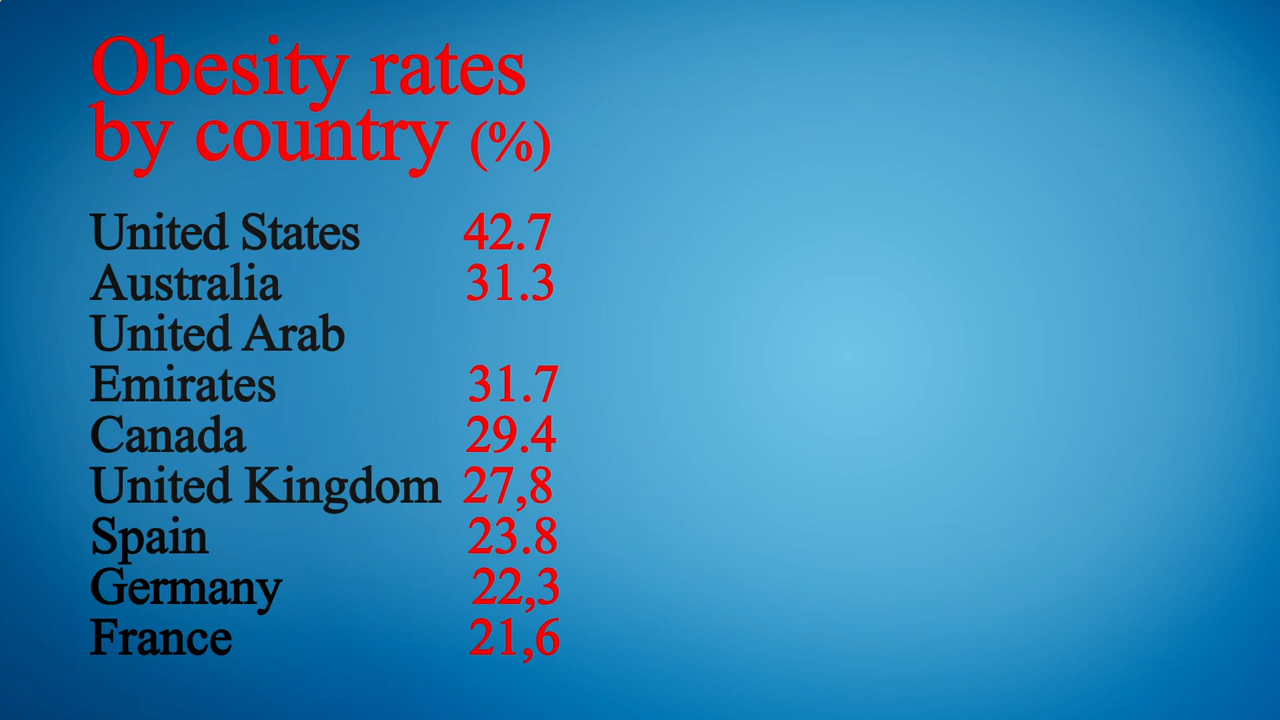 Obesity rates
by country (%)
United States 42.7
Australia 31.3
United Arab
Emirates 31.7
Canada 29.4
United Kingdom 27,8
Spain 23.8
Germany 22,3
France 21,6